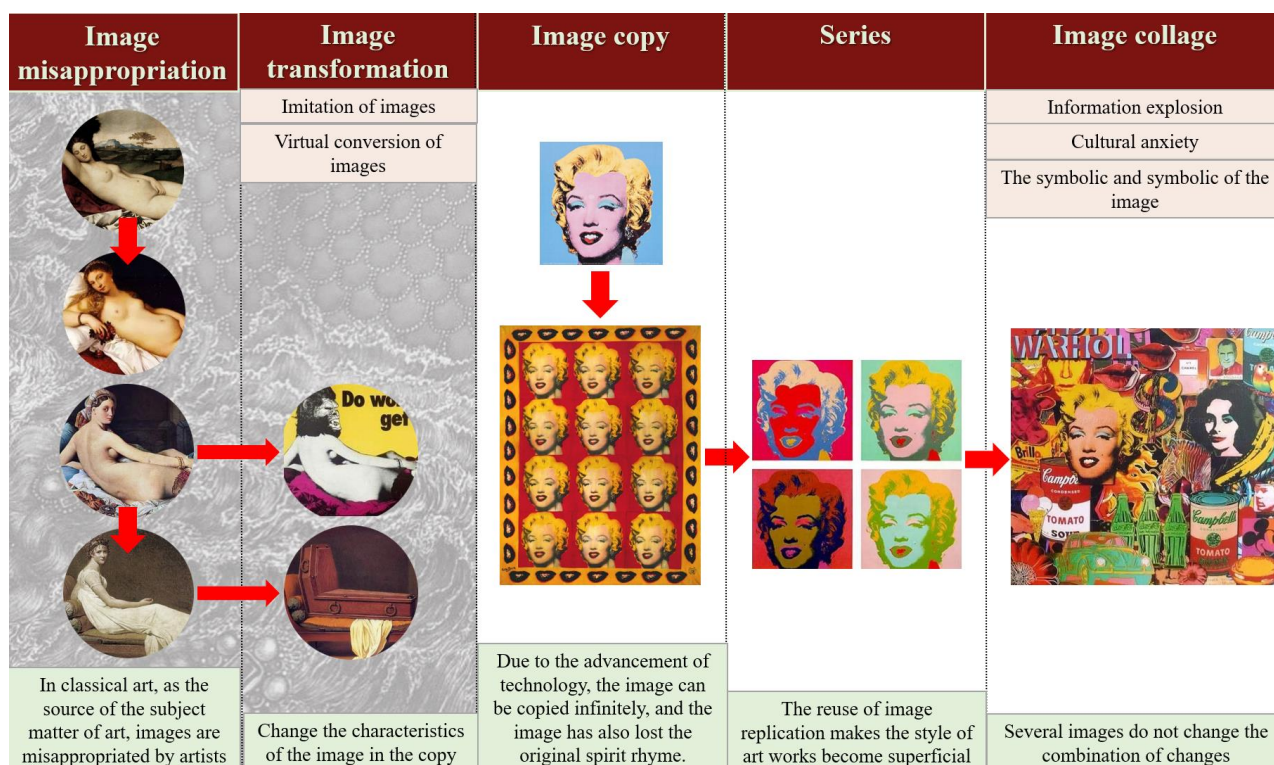 Image
misappropriation
Image
transformation
Image copy
Series
Image collage
Imitation of images
Virtual conversion of
images
Information explosion
Cultural anxiety
The symbolic and symbolic of the
image
Do wo
get
WARHOL
CHANEL
Brillo
Campbell
CONDENSED
TOMATO
SOUP
Campbell's
TOMATO
In classical art, as the
source of the subject
matter of art, images are
misappropriated by artists
Change the characteristics
of the image in the copy
Due to the advancement of
technology, the image can
be copied infinitely, and the
image has also lost the
original spirit rhyme.
The reuse of image
replication makes the style of
art works become superficial
Several images do not change the
combination of changes